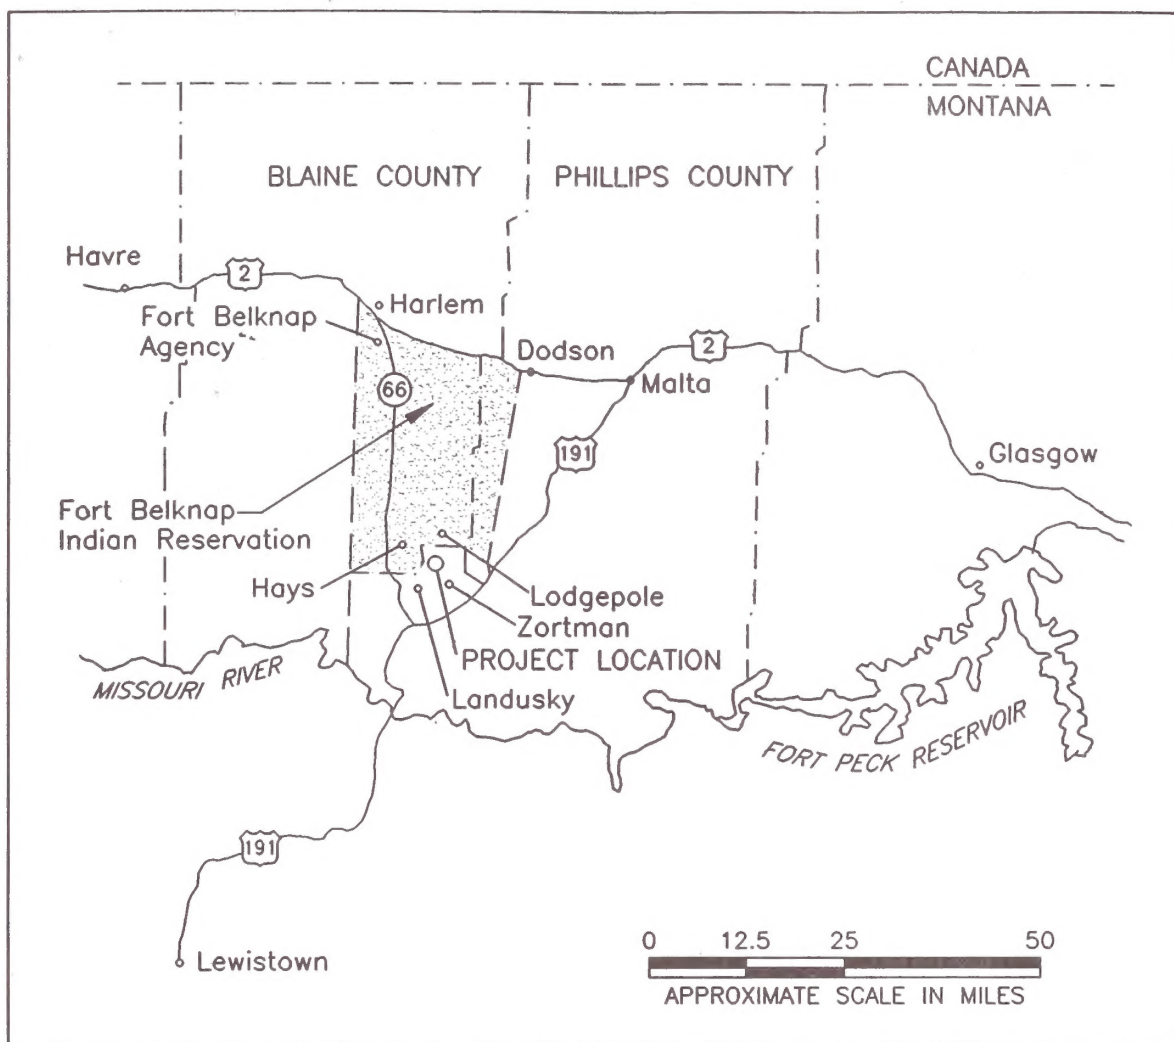 CANADA
MONTANA
BLAINE COUNTY
PHILLIPS COUNTY
Havre
2
Harlem
Fort Belknap
Agency
Dodson
2
Malta
66
191
Glasgow
Fort Belknap
Indian Reservation
Hays
Lodgepole
Zortman
PROJECT LOCATION
Landusky
MISSOURI RIVER
FORT PECK RESERVOIR
191
Lewistown
0 12.5 25 50
APPROXIMATE SCALE IN MILES